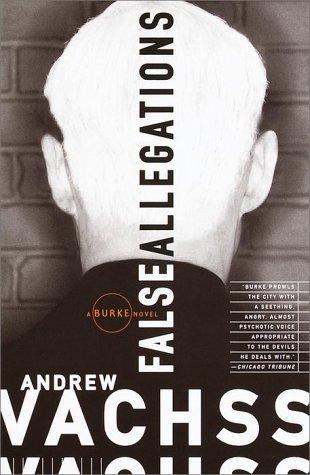 FALSE ALLEGATIONS
A BURKE NOVEL
"BURKE PROWLS
THE CITY WITH
A SEETHING,
ANGRY, ALMOST
PSYCHOTIC VOICE
APPROPRIATE
TO THE DEVILS
HE DEALS WITH."
—CHICAGO TRIBUNE
ANDREW
VACHSS
VACHSS